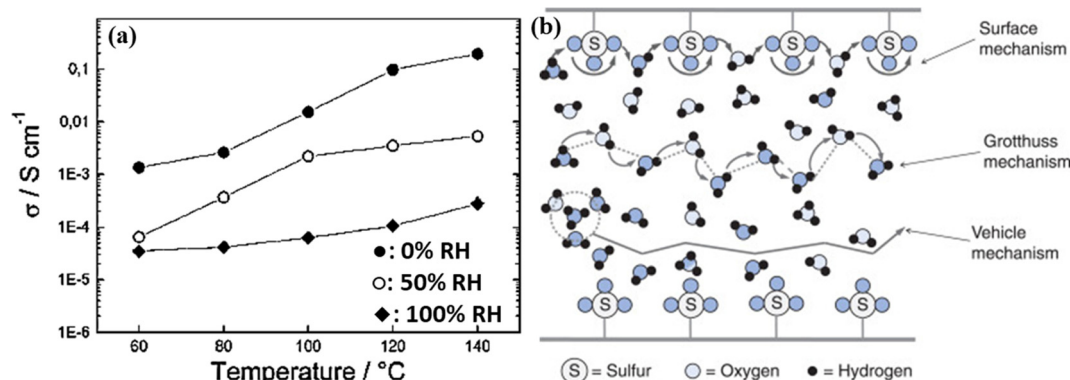 (a)
σ / S cm⁻¹
0,1
0,01
1E-3
1E-4
1E-5
1E-6
●: 0% RH
○: 50% RH
◆: 100% RH
60 80 100 120 140
Temperature / °C
(b)
S S S S
Surface
mechanism
Grotthuss
mechanism
Vehicle
mechanism
S S S S
S = Sulfur = Oxygen = Hydrogen